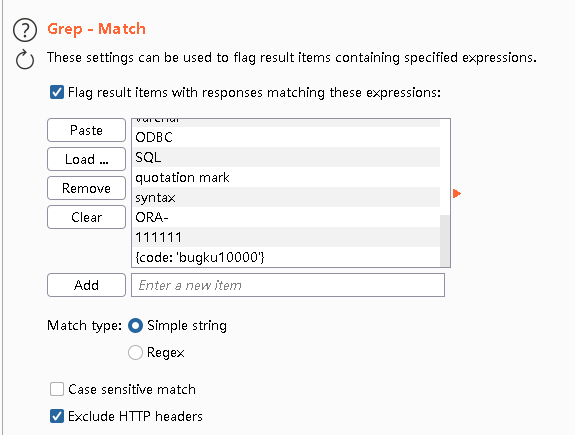 Grep - Match
These settings can be used to flag result items containing specified expressions.
Flag result items with responses matching these expressions:
Paste
Load ...
Remove
Clear
varchar
ODBC
SQL
quotation mark
syntax
ORA-
111111
{code: 'bugku10000'}
Add
Enter a new item
Match type:
Simple string
Regex
Case sensitive match
Exclude HTTP headers